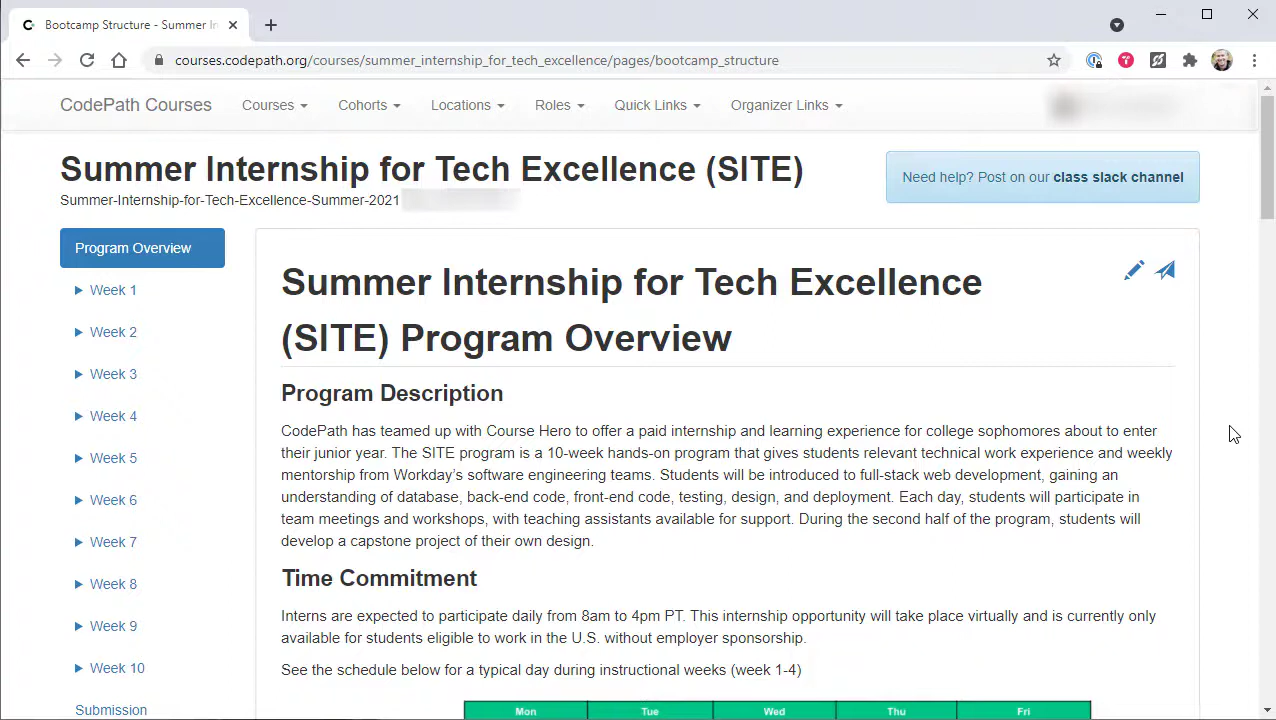 Bootcamp Structure - Summer In
courses.codepath.org/courses/summer_internship_for_tech_excellence/pages/bootcamp_structure
CodePath Courses Courses Cohorts Locations Roles Quick Links Organizer Links
Summer Internship for Tech Excellence (SITE)
Summer-Internship-for-Tech-Excellence-Summer-2021
Need help? Post on our class slack channel
Program Overview
Week 1
Week 2
Week 3
Week 4
Week 5
Week 6
Week 7
Week 8
Week 9
Week 10
Submission
Summer Internship for Tech Excellence
(SITE) Program Overview
Program Description
CodePath has teamed up with Course Hero to offer a paid internship and learning experience for college sophomores about to enter
their junior year. The SITE program is a 10-week hands-on program that gives students relevant technical work experience and weekly
mentorship from Workday's software engineering teams. Students will be introduced to full-stack web development, gaining an
understanding of database, back-end code, front-end code, testing, design, and deployment. Each day, students will participate in
team meetings and workshops, with teaching assistants available for support. During the second half of the program, students will
develop a capstone project of their own design.
Time Commitment
Interns are expected to participate daily from 8am to 4pm PT. This internship opportunity will take place virtually and is currently only
available for students eligible to work in the U.S. without employer sponsorship.
See the schedule below for a typical day during instructional weeks (week 1-4)
Mon Tue Wed Thu Fri